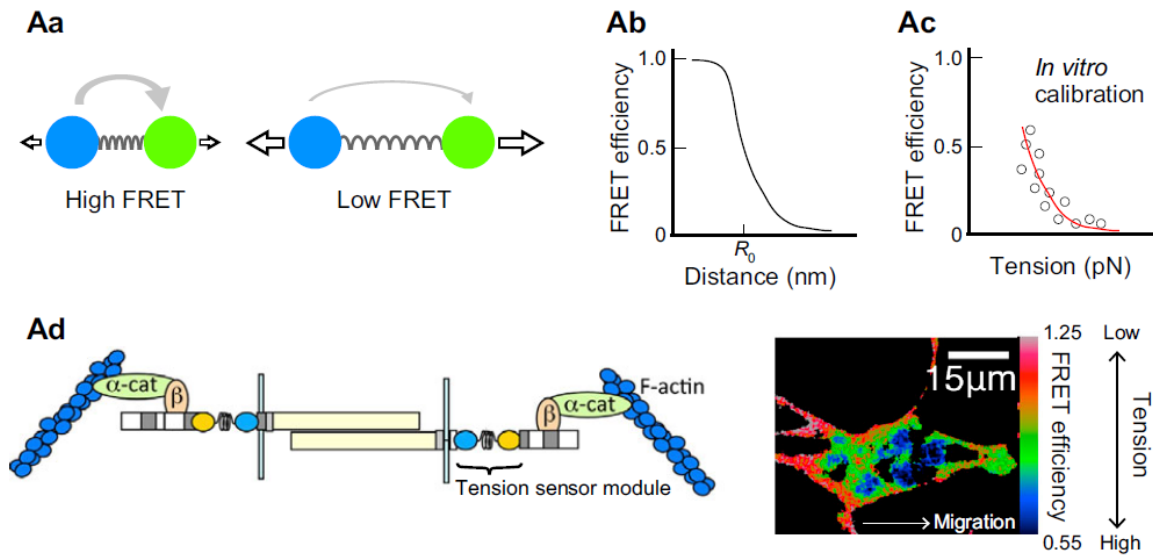 Aa
High FRET
Low FRET
Ab
FRET efficiency
1.0
0.5
0
R0
Distance (nm)
Ac
FRET efficiency
1.0
0.5
0
In vitro
calibration
Tension (pN)
Ad
α-cat
β
β
α-cat
F-actin
Tension sensor module
15μm
Migration
1.25
FRET efficiency
0.55
Low
Tension
High